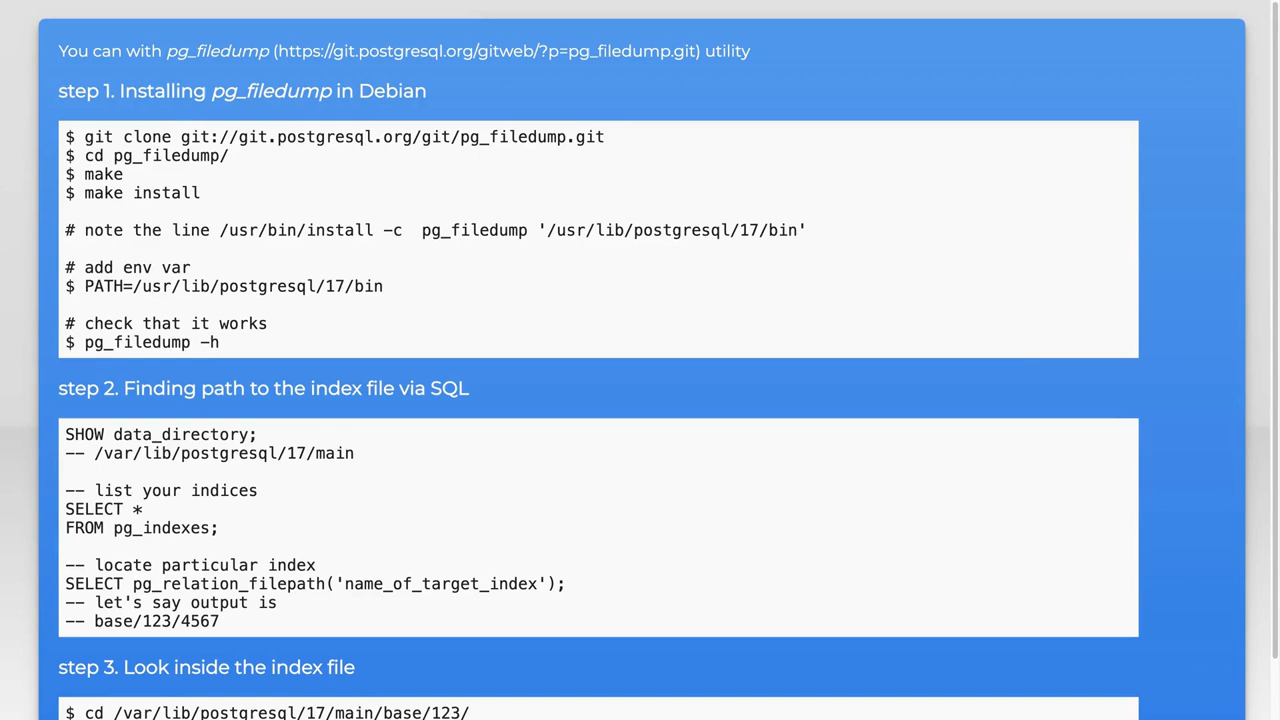 You can with pg_filedump (https://git.postgresql.org/gitweb/?p=pg_filedump.git) utility
step 1. Installing pg_filedump in Debian
$ git clone git://git.postgresql.org/git/pg_filedump.git
$ cd pg_filedump/
$ make
$ make install
# note the line /usr/bin/install -c  pg_filedump '/usr/lib/postgresql/17/bin'
# add env var
$ PATH=/usr/lib/postgresql/17/bin
# check that it works
$ pg_filedump -h
step 2. Finding path to the index file via SQL
SHOW data_directory;
-- /var/lib/postgresql/17/main
-- list your indices
SELECT *
FROM pg_indexes;
-- locate particular index
SELECT pg_relation_filepath('name_of_target_index');
-- let's say output is
-- base/123/4567
step 3. Look inside the index file
$ cd /var/lib/postgresql/17/main/base/123/